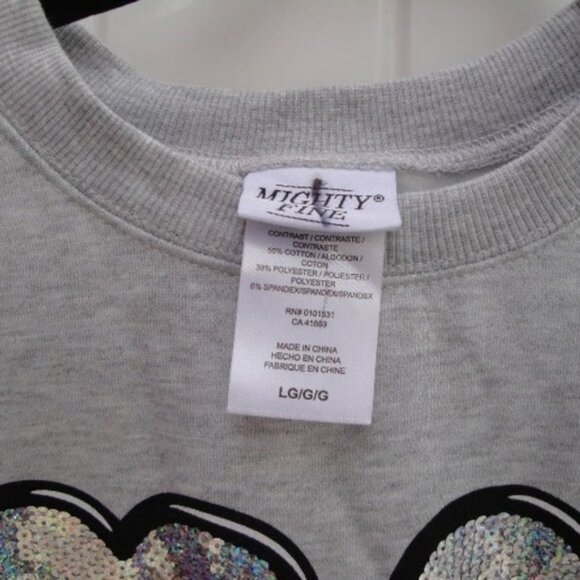 MIGHTY®
FINE
CONTRAST / CONTRASTE /
CONTRASTE
55% COTTON / ALGODON /
COTON
39% POLYESTER / POLIESTER /
POLYESTER
6% SPANDEX/SPANDEX/SPANDEX
RN# 0101531
CA 41869
MADE IN CHINA
HECHO EN CHINA
FABRIQUE EN CHINE
LG/G/G